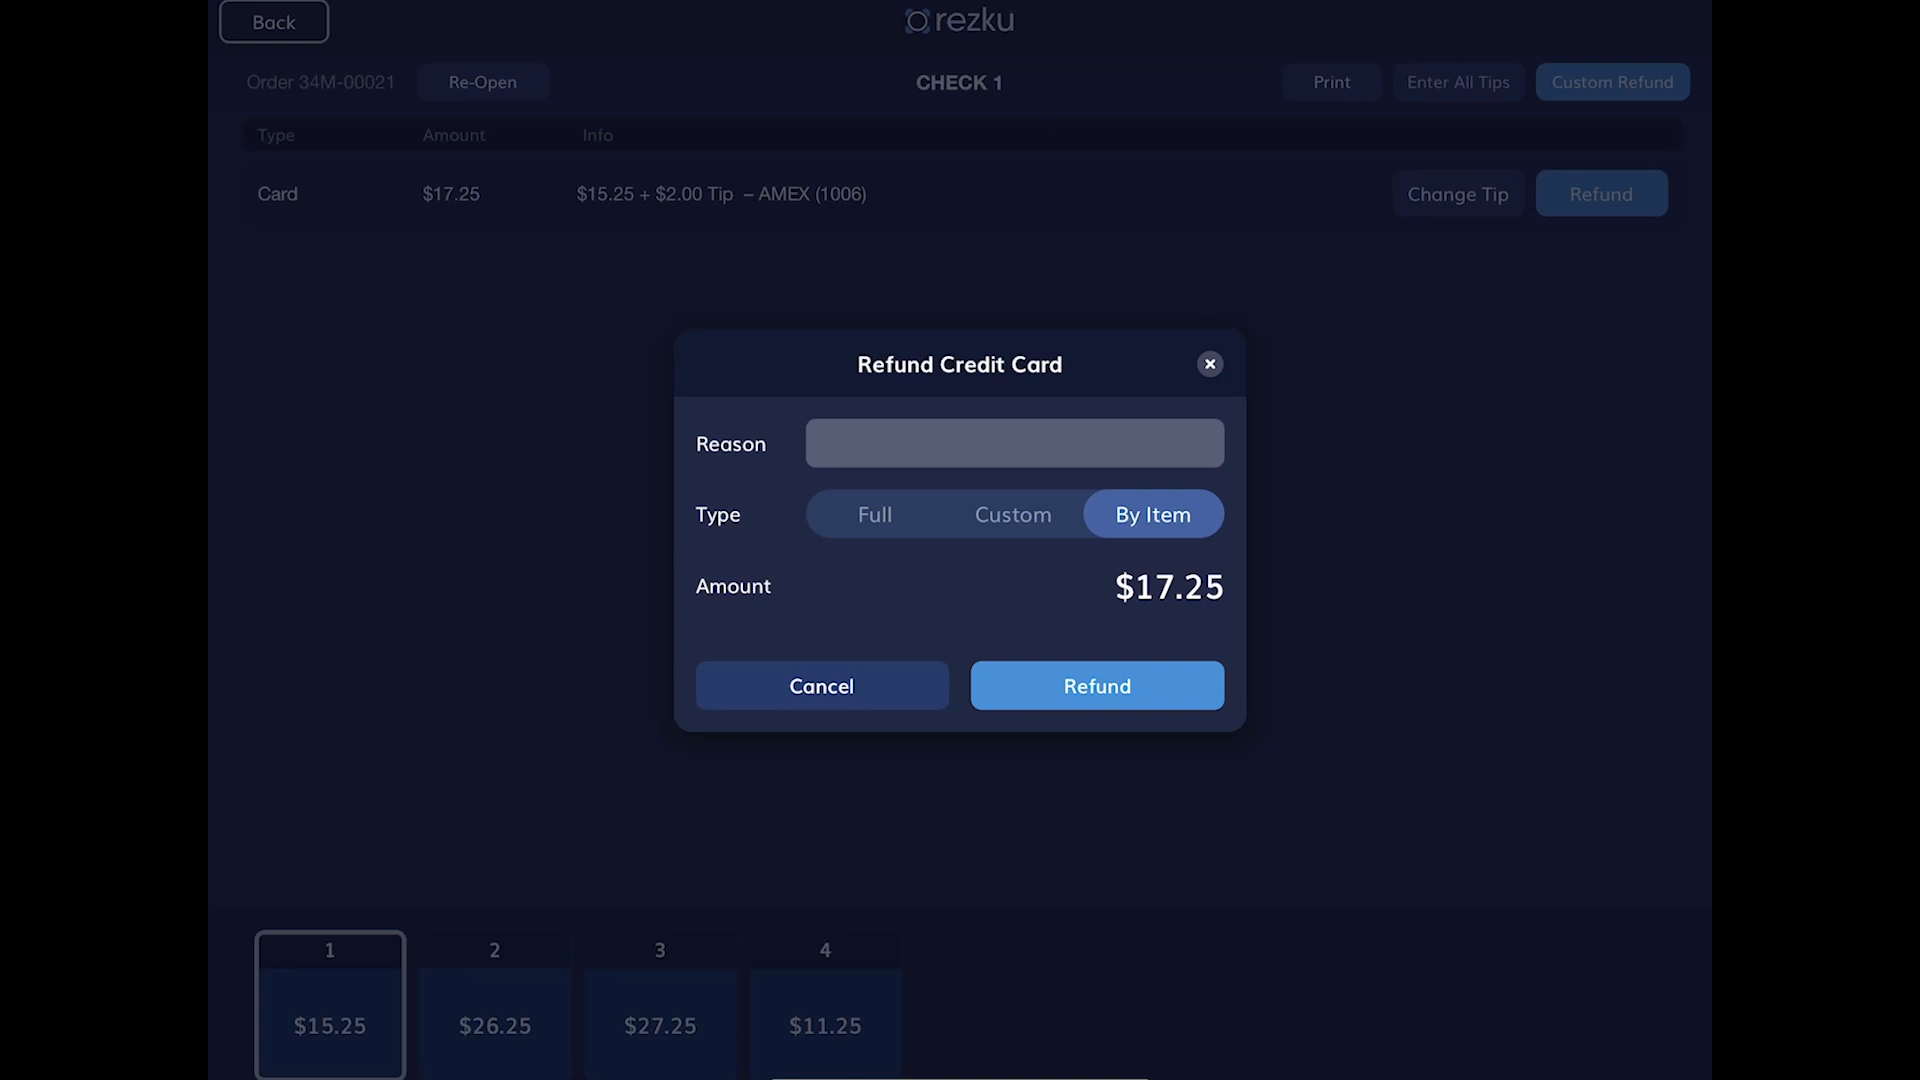 Back
rezku
Order 34M-00021 Re-Open CHECK 1 Print Enter All Tips Custom Refund
Type Amount Info
Card $17.25 $15.25 + $2.00 Tip – AMEX (1006) Change Tip Refund
Refund Credit Card
Reason
Type Full Custom By Item
Amount $17.25
Cancel Refund
1 2 3 4
$15.25 $26.25 $27.25 $11.25